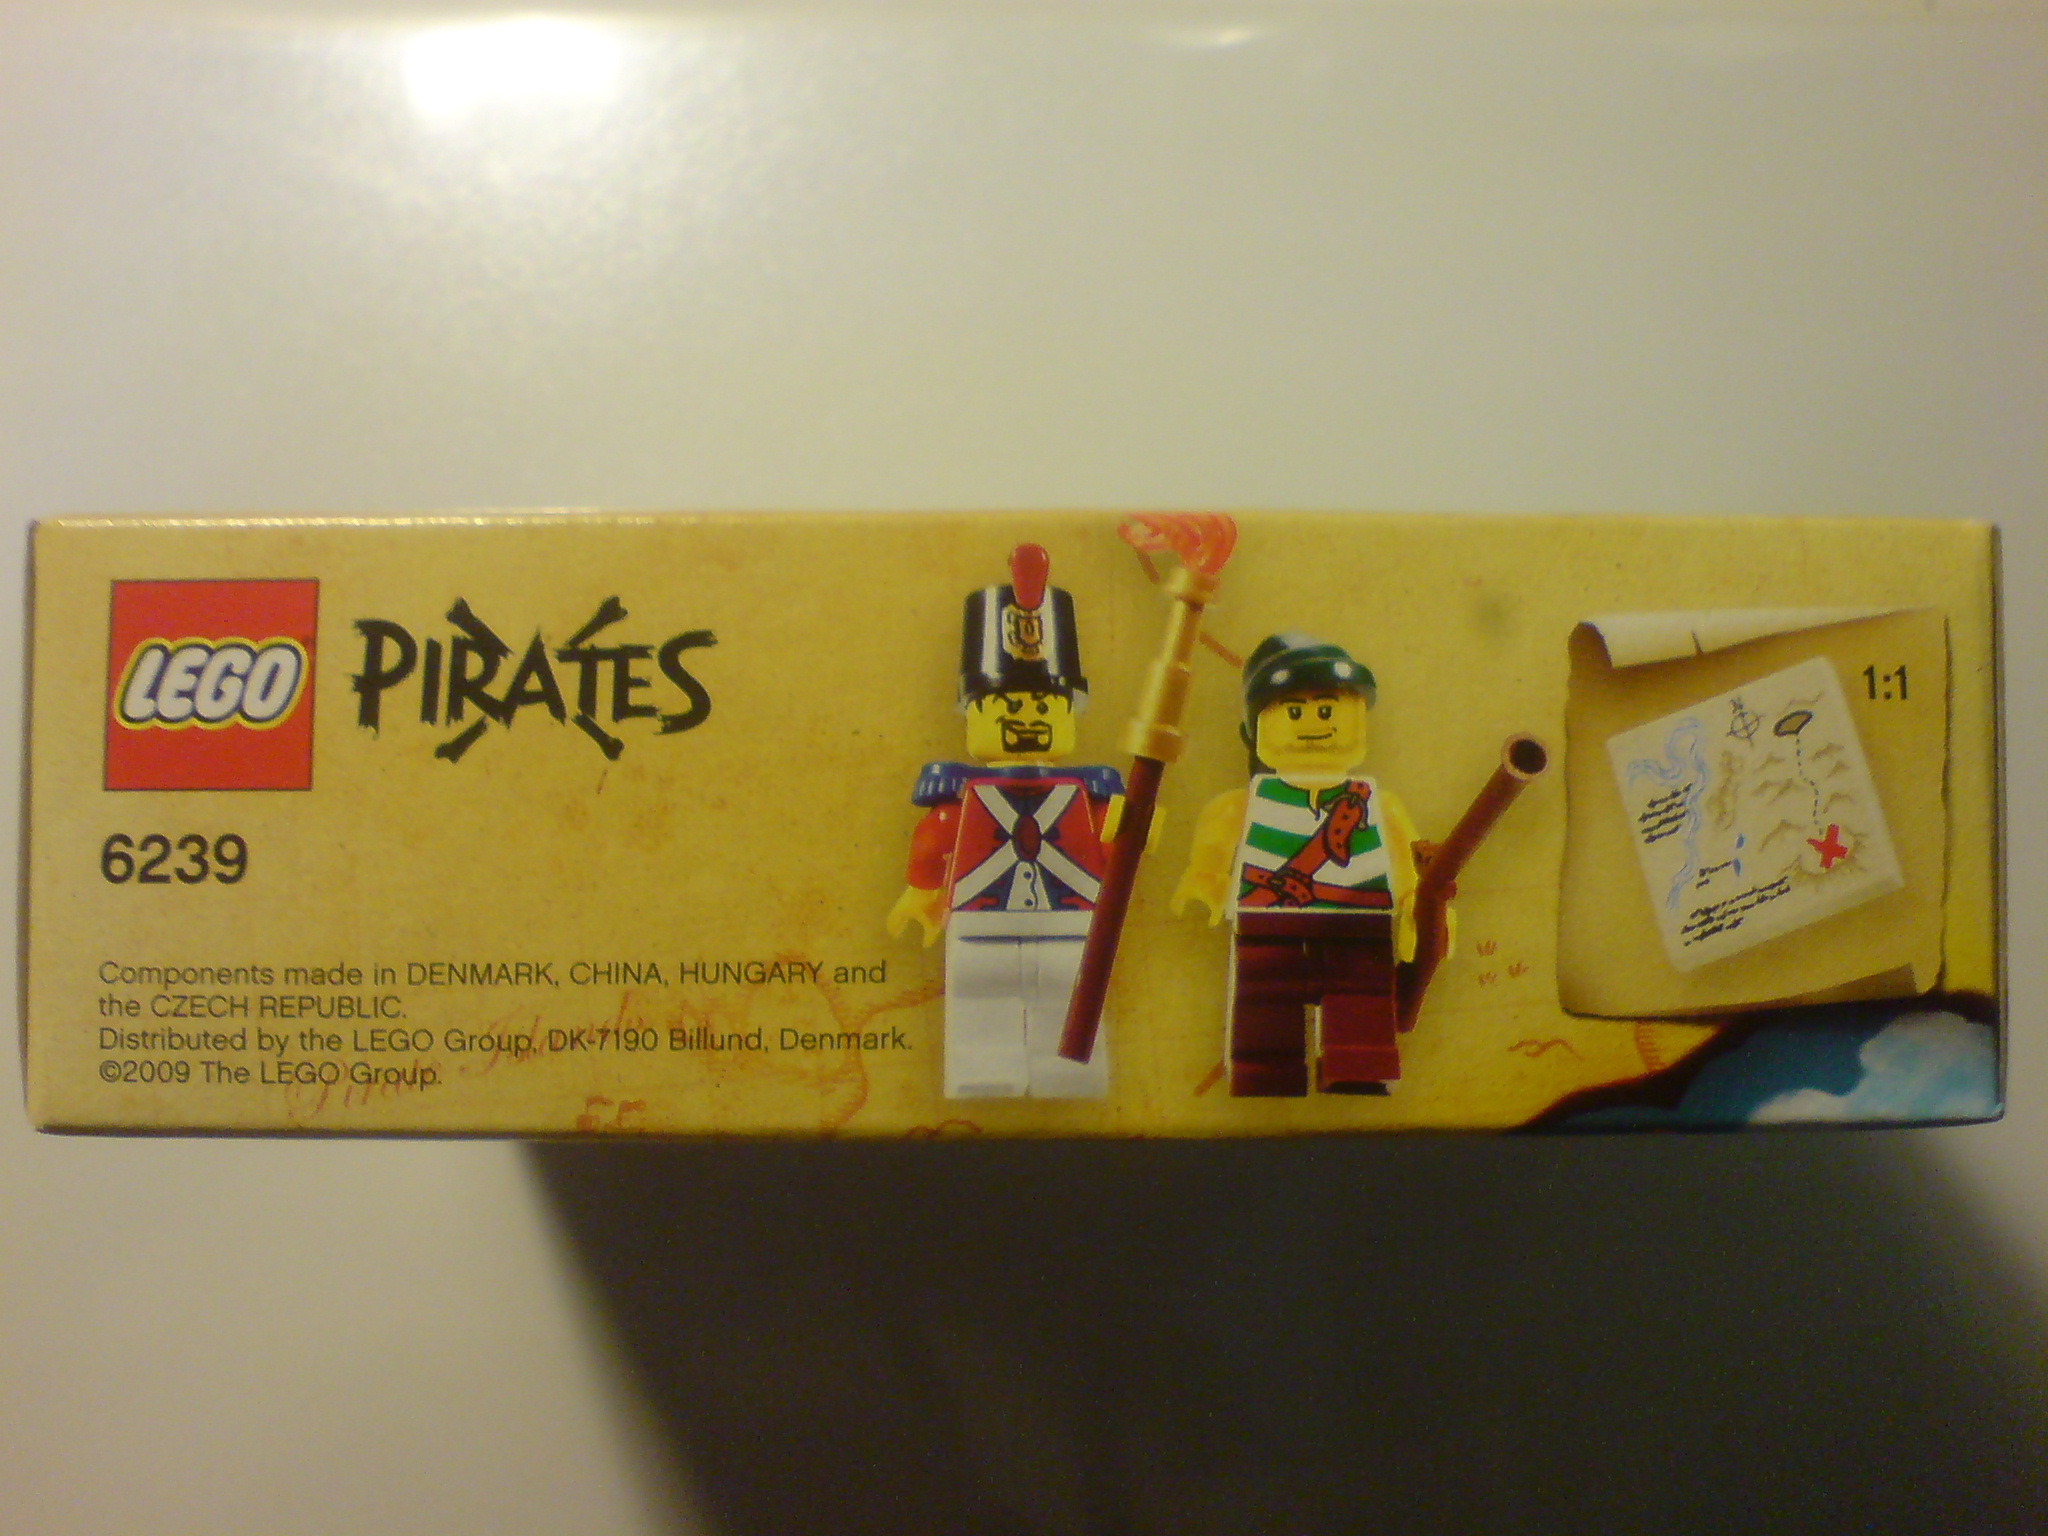 LEGO
PIRATES
6239
Components made in DENMARK, CHINA, HUNGARY and
the CZECH REPUBLIC.
Distributed by the LEGO Group, DK-7190 Billund, Denmark.
©2009 The LEGO Group.
1:1